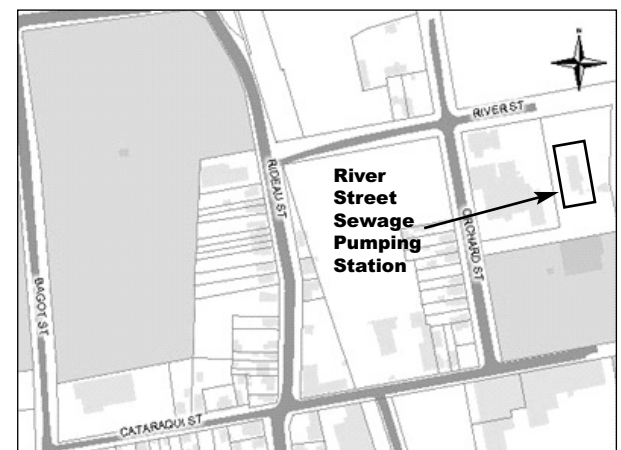 N
RIVER ST
RIDEAU ST
River
Street
Sewage
Pumping
Station
ORCHARD ST
BAGOT ST
CATARAQUI ST